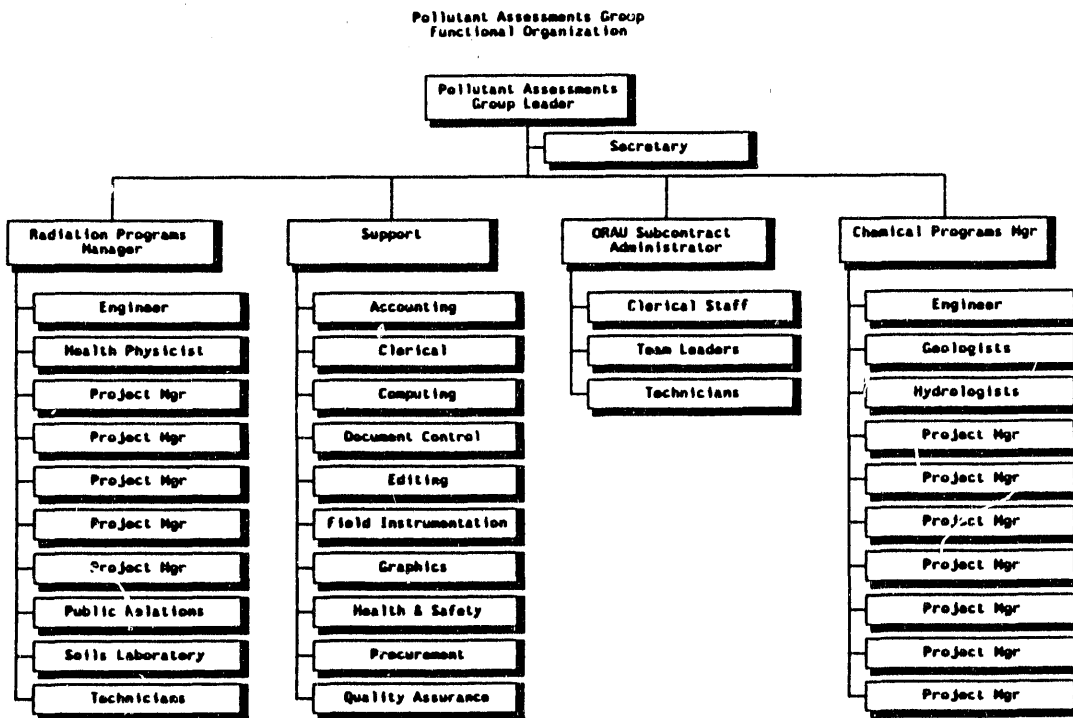 Pollutant Assessments Group
Functional Organization
Pollutant Assessments
Group Leader
Secretary
Radiation Programs
Manager
Engineer
Health Physicist
Project Mgr
Project Mgr
Project Mgr
Project Mgr
Project Mgr
Public Relations
Soils Laboratory
Technicians
Support
Accounting
Clerical
Computing
Document Control
Editing
Field Instrumentation
Graphics
Health & Safety
Procurement
Quality Assurance
ORAU Subcontract
Administrator
Clerical Staff
Team Leaders
Technicians
Chemical Programs Mgr
Engineer
Geologists
Hydrologists
Project Mgr
Project Mgr
Project Mgr
Project Mgr
Project Mgr
Project Mgr
Project Mgr